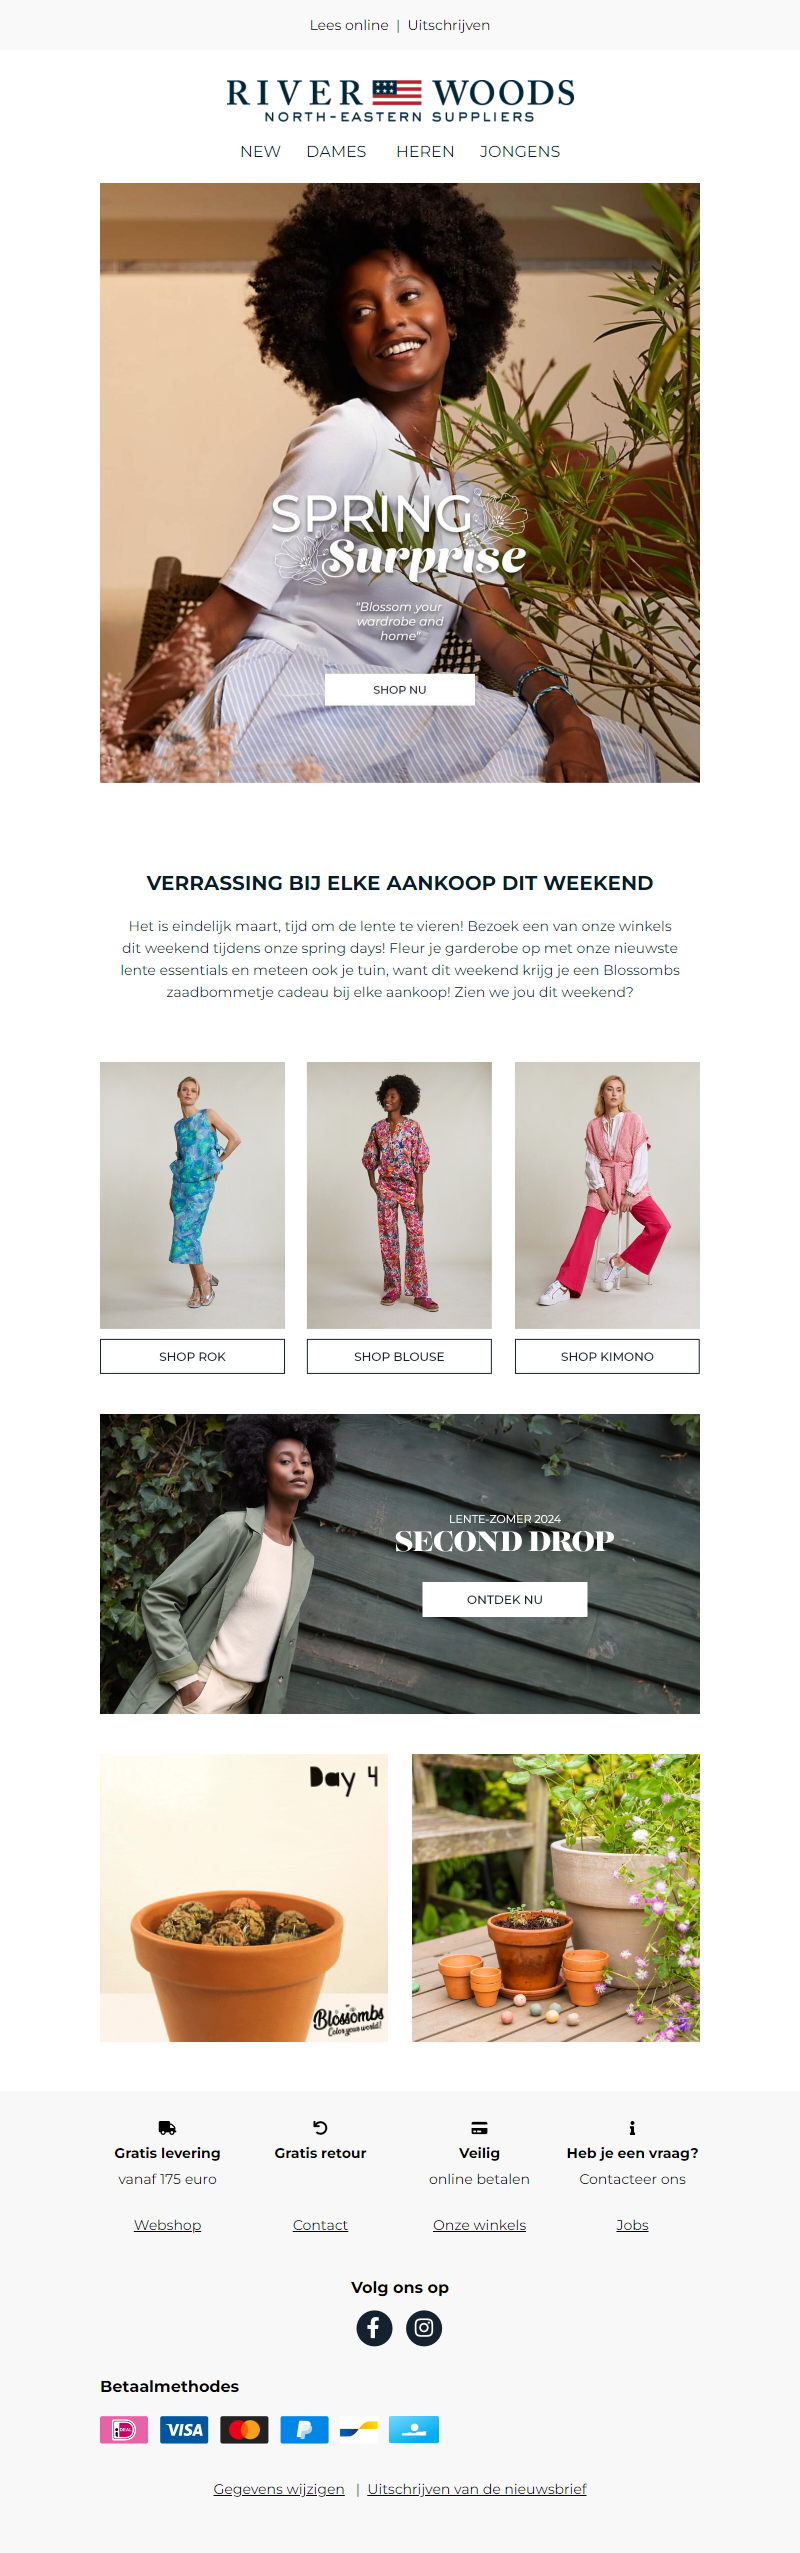 Lees online | Uitschrijven
RIVER WOODS
NORTH-EASTERN SUPPLIERS
NEW DAMES HEREN JONGENS
SPRING
Surprise
"Blossom your
wardrobe and
home"
SHOP NU
VERRASSING BIJ ELKE AANKOOP DIT WEEKEND
Het is eindelijk maart, tijd om de lente te vieren! Bezoek een van onze winkels
dit weekend tijdens onze spring days! Fleur je garderobe op met onze nieuwste
lente essentials en meteen ook je tuin, want dit weekend krijg je een Blossombs
zaadbommetje cadeau bij elke aankoop! Zien we jou dit weekend?
SHOP ROK SHOP BLOUSE SHOP KIMONO
LENTE-ZOMER 2024
SECOND DROP
ONTDEK NU
Day 4
Blossombs
Color your world!
Gratis levering Gratis retour Veilig Heb je een vraag?
vanaf 175 euro online betalen Contacteer ons
Webshop Contact Onze winkels Jobs
Volg ons op
Betaalmethodes
iDEAL VISA
Gegevens wijzigen | Uitschrijven van de nieuwsbrief